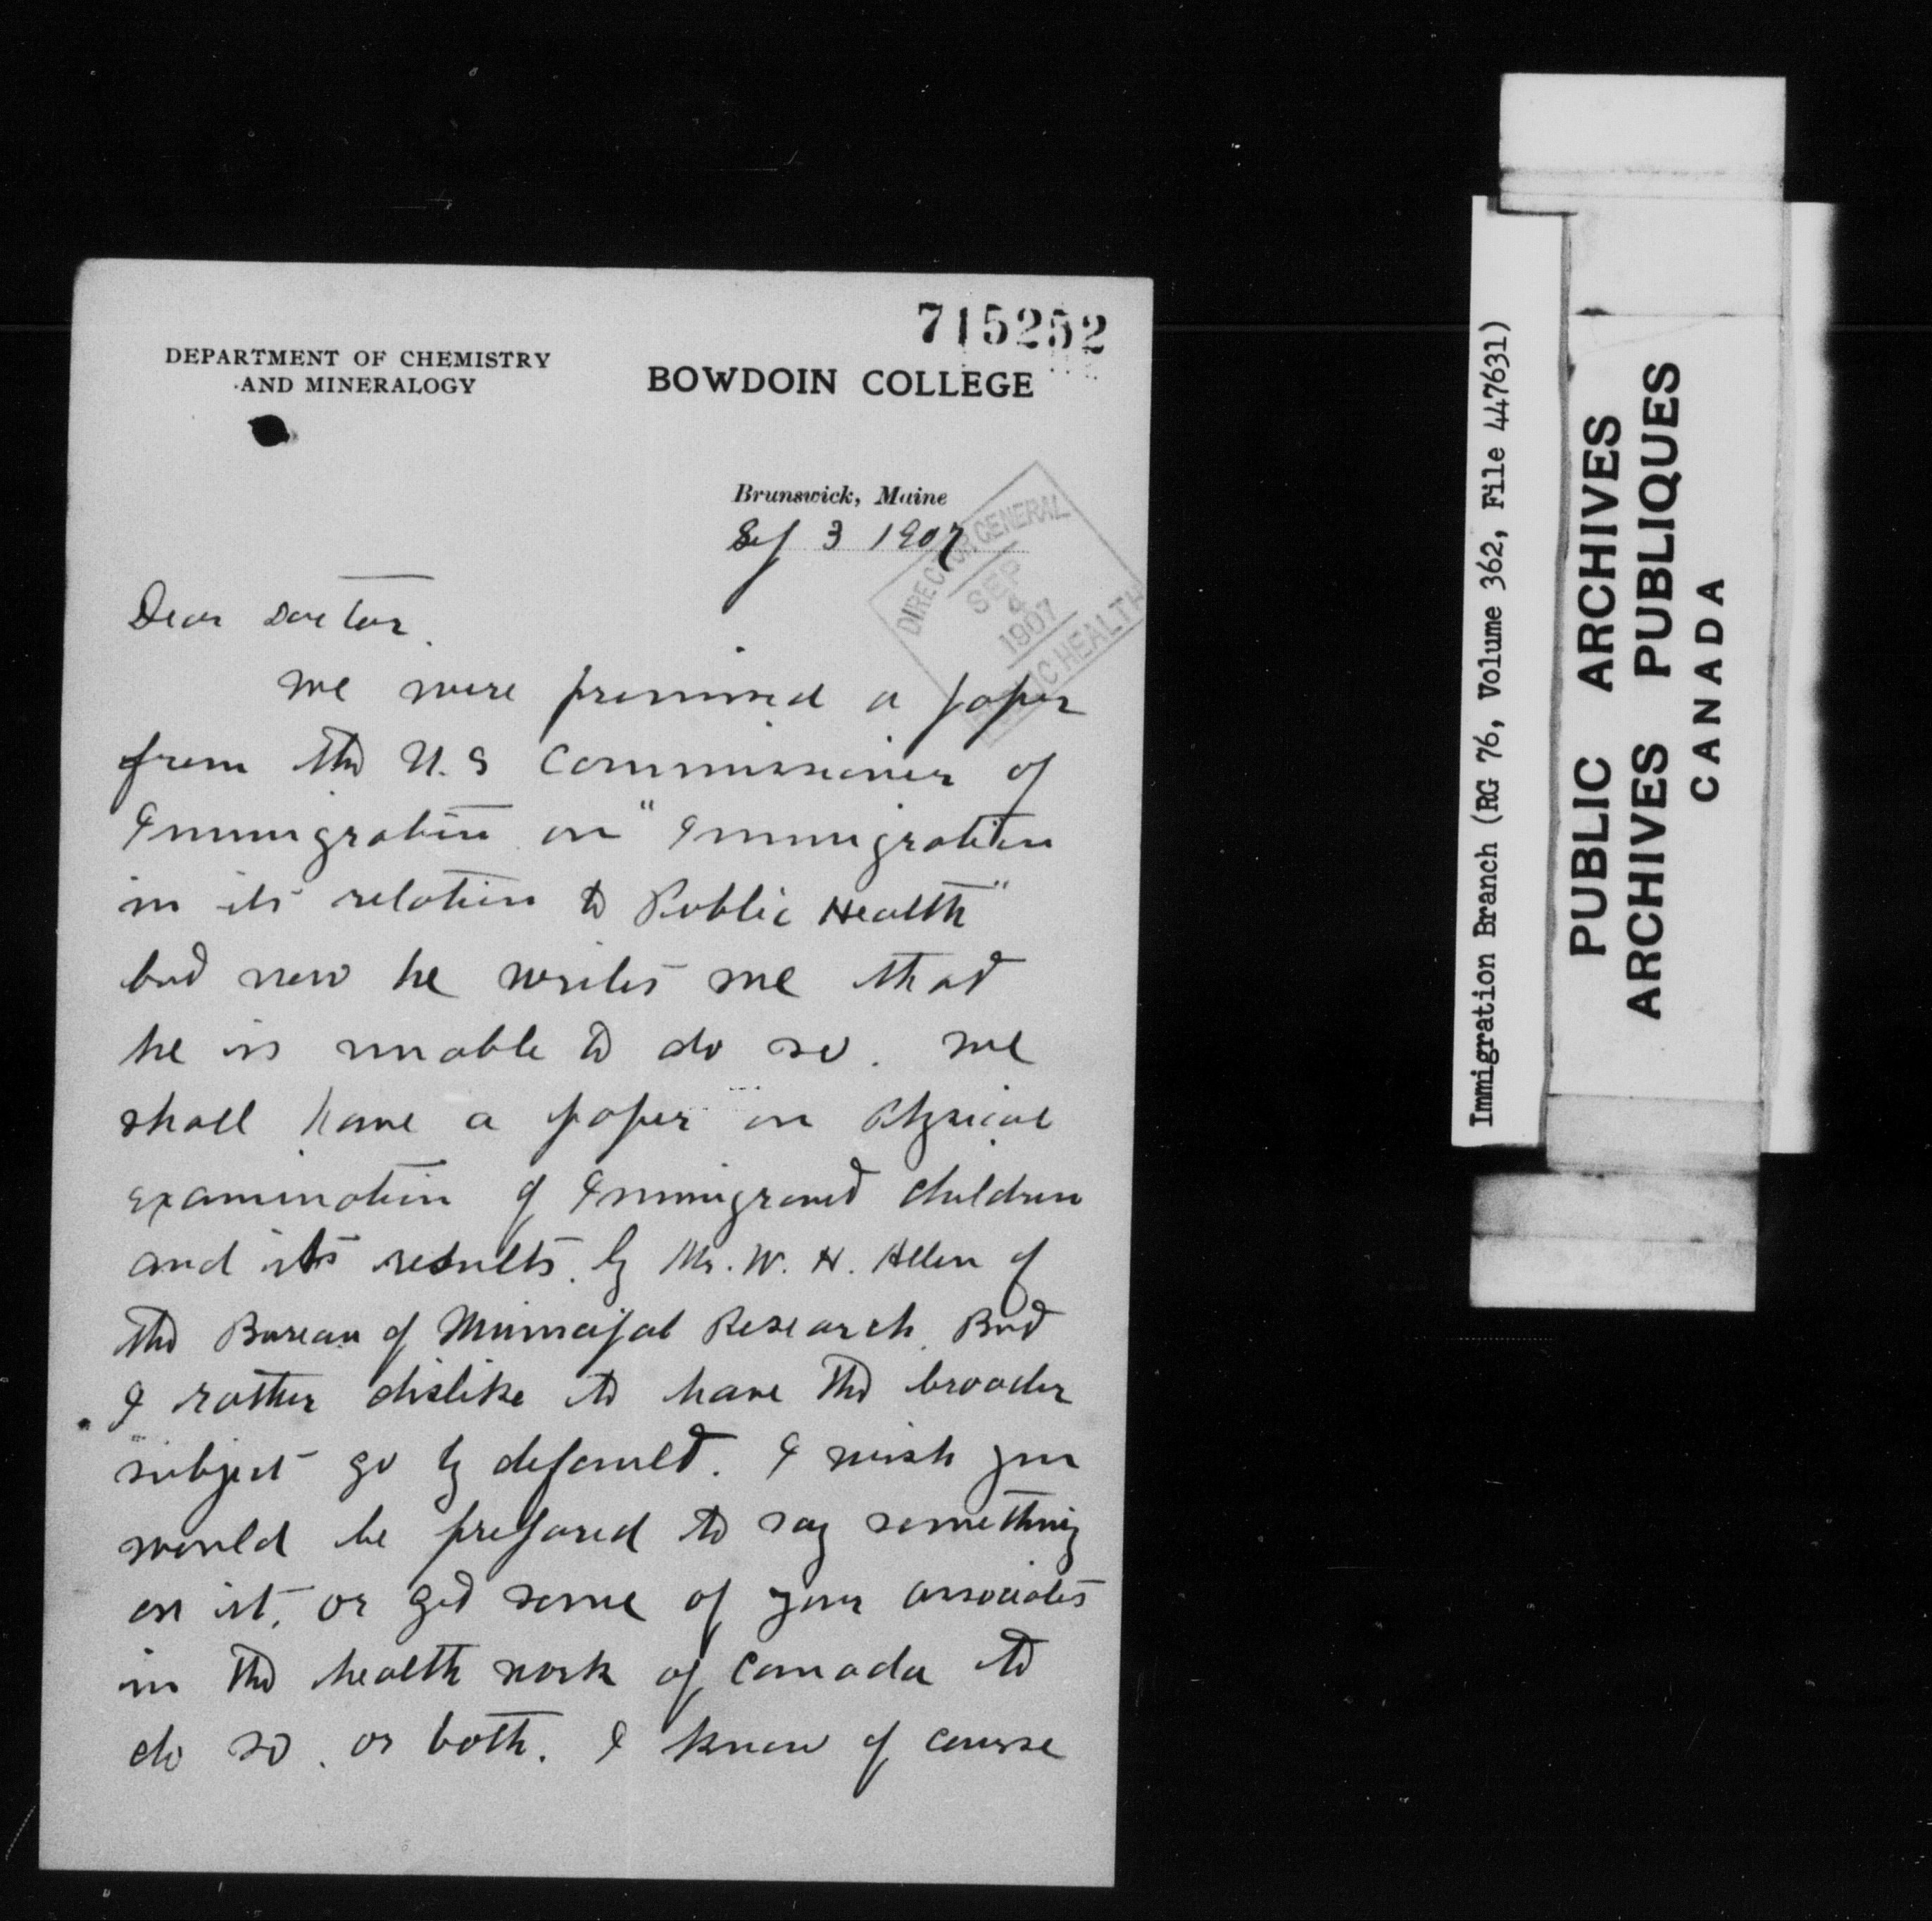 715252
DEPARTMENT OF CHEMISTRY
AND MINERALOGY
BOWDOIN COLLEGE
Brunswick, Maine
Sep 3 1907
DIRECTOR GENERAL
SEP
4
1907
PUBLIC HEALTH
Dear Doctor.
We were promised a paper
from the U.S Commissioner of
Immigration on "Immigration
in its relation to Public Health"
but now he writes me that
he is unable to do so. We
shall have a paper on Physical
examination of Immigrant children
and its results. by Mr. W. H. Allen of
the Bureau of Municipal Research. But
I rather dislike to have the broader
subject go by default. I wish you
would be prepared to say something
on it, or get some of your associates
in the health work of Canada to
do so, or both. I know of course
Immigration Branch (RG 76, Volume 362, File 447631)
PUBLIC ARCHIVES
ARCHIVES PUBLIQUES
CANADA